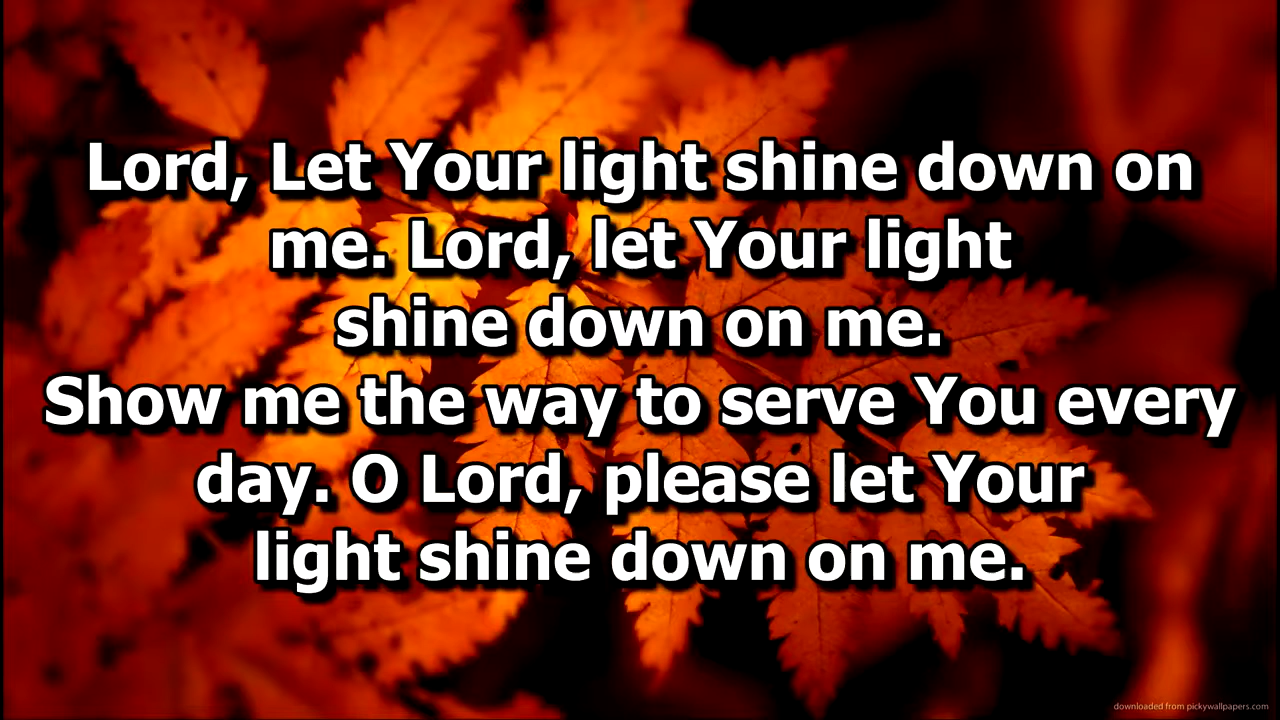 Lord, Let Your light shine down on
me. Lord, let Your light
shine down on me.
Show me the way to serve You every
day. O Lord, please let Your
light shine down on me.
downloaded from pickywallpapers.com